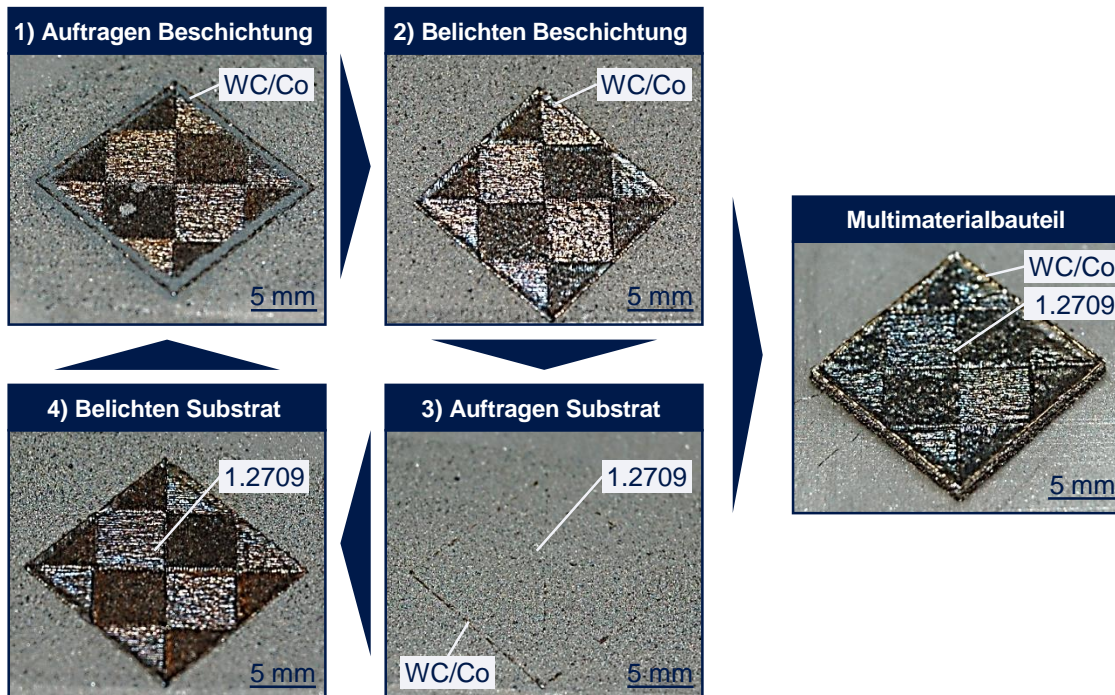 1) Auftragen Beschichtung
WC/Co
5 mm
2) Belichten Beschichtung
WC/Co
5 mm
Multimaterialbauteil
WC/Co
1.2709
5 mm
4) Belichten Substrat
1.2709
5 mm
3) Auftragen Substrat
1.2709
WC/Co
5 mm